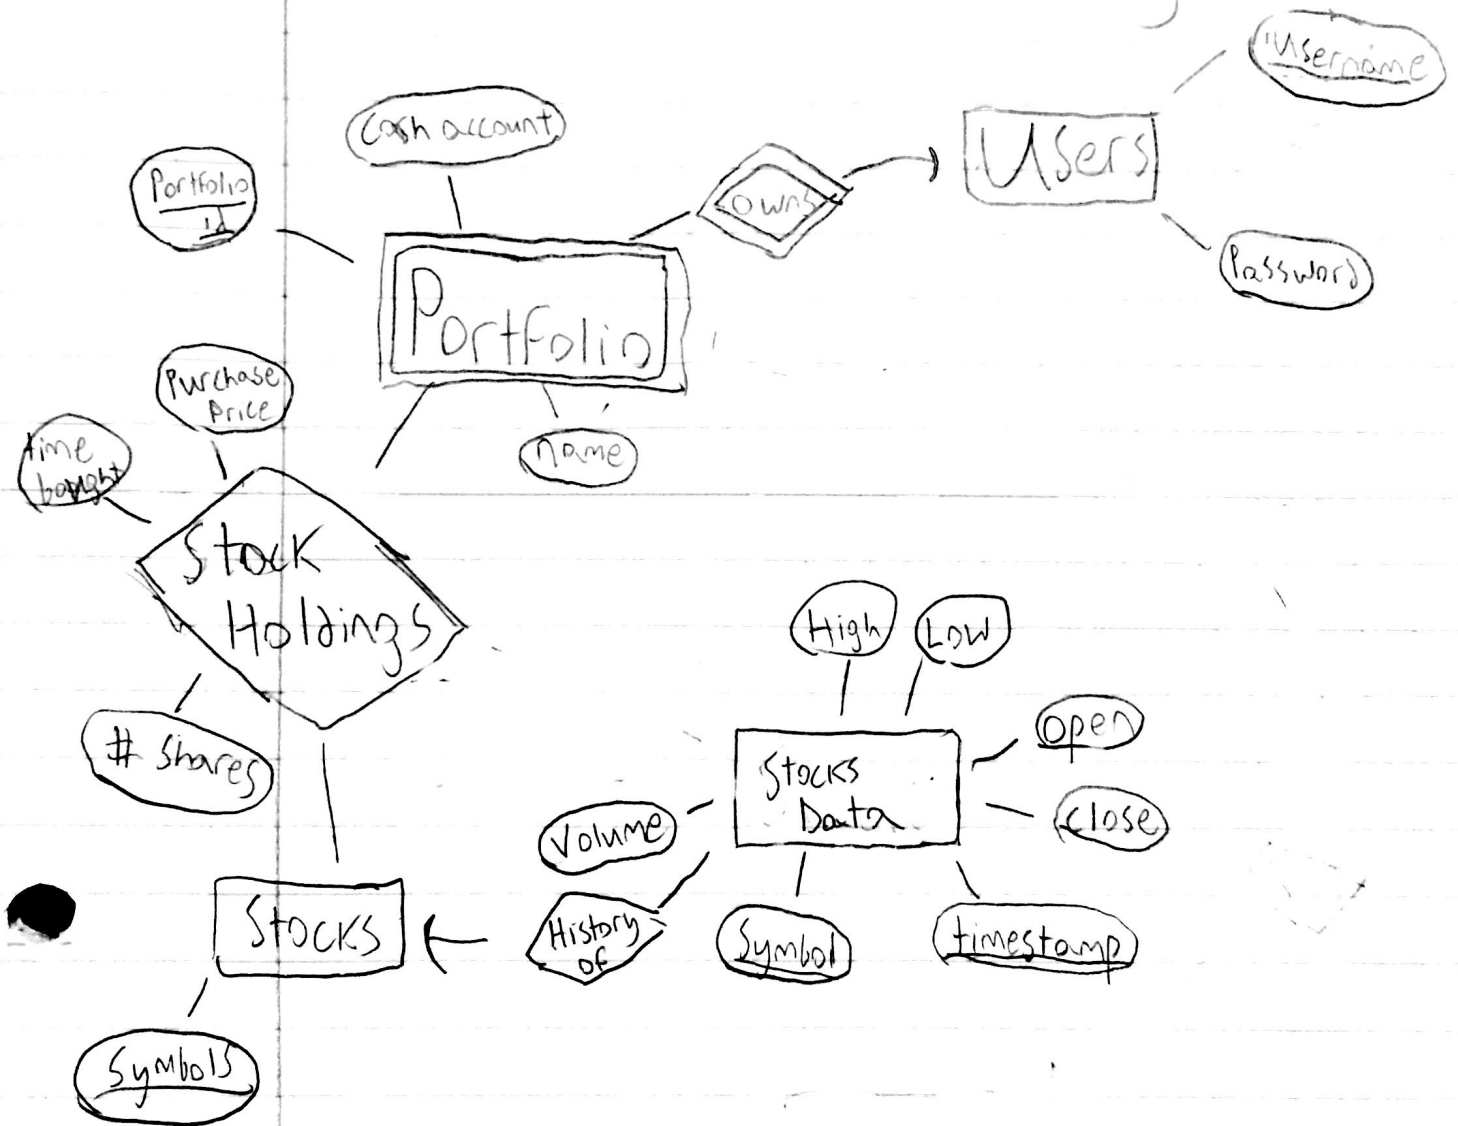 Username
Cash account
Users
Portfolio
id
owns
Password
Portfolio
Purchase
Price
time
bought
name
Stock
Holdings
High
Low
# Shares
open
Stocks
Data
Volume
close
History
of
Stocks
Symbol
timestamp
Symbols